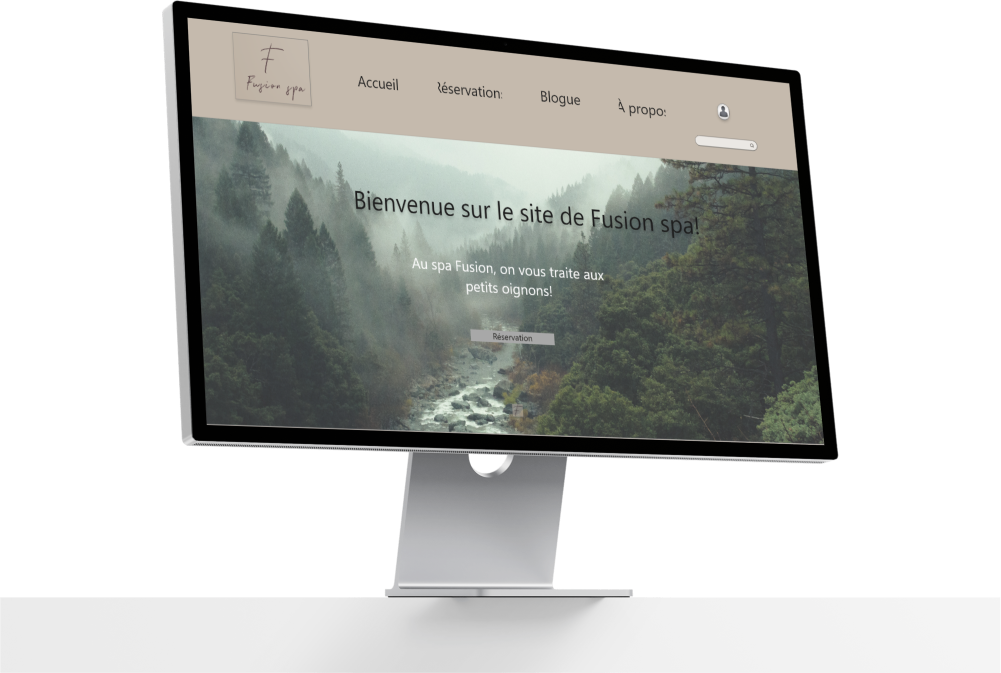 F
Fusion spa
Accueil
Réservation
Blogue
À propos
Bienvenue sur le site de Fusion spa!
Au spa Fusion, on vous traite aux
petits oignons!
Réservation